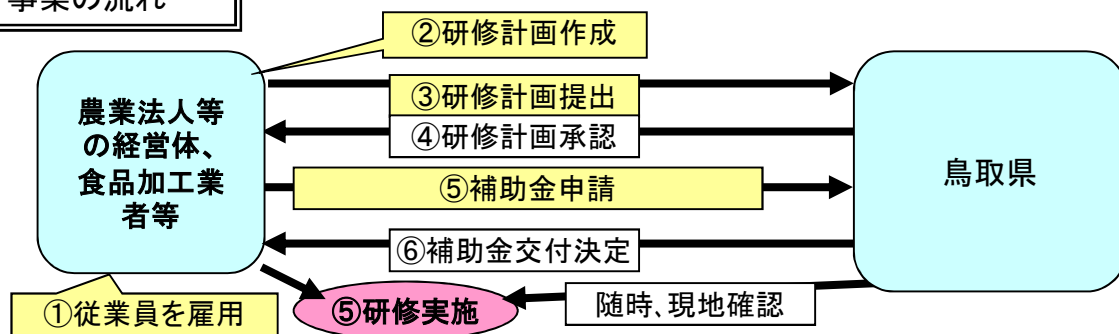 事業の流れ
②研修計画作成
③研修計画提出
④研修計画承認
⑤補助金申請
⑥補助金交付決定
農業法人等
の経営体、
食品加工業
者等
鳥取県
①従業員を雇用
⑤研修実施
随時、現地確認